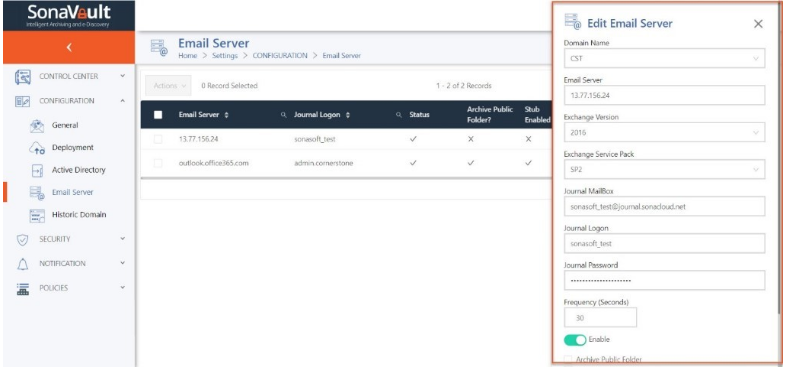 SonaVault
Intelligent Archiving and e-Discovery
CONTROL CENTER
CONFIGURATION
General
Deployment
Active Directory
Email Server
Historic Domain
SECURITY
NOTIFICATION
POLICIES
Email Server
Home > Settings > CONFIGURATION > Email Server
Actions 0 Record Selected 1 - 2 of 2 Records
Email Server Journal Logon Status Archive Public Folder? Stub Enabled
13.77.156.24 sonasoft_test
outlook.office365.com admin.cornerstone
Edit Email Server
Domain Name
CST
Email Server
13.77.156.24
Exchange Version
2016
Exchange Service Pack
SP2
Journal MailBox
sonasoft_test@journal.sonacloud.net
Journal Logon
sonasoft_test
Journal Password
Frequency (Seconds)
30
Enable
Archive Public Folder